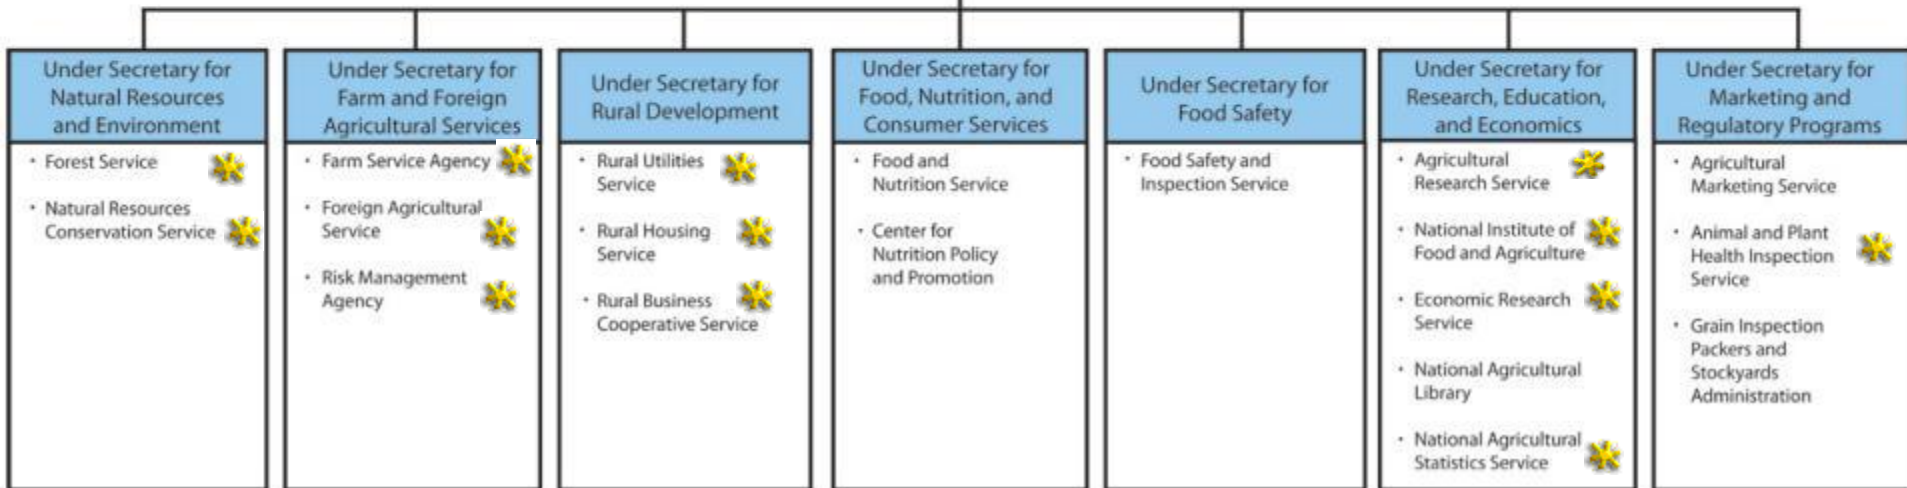 Under Secretary for
Natural Resources
and Environment
• Forest Service
• Natural Resources
Conservation Service
Under Secretary for
Farm and Foreign
Agricultural Services
• Farm Service Agency
• Foreign Agricultural
Service
• Risk Management
Agency
Under Secretary for
Rural Development
• Rural Utilities
Service
• Rural Housing
Service
• Rural Business
Cooperative Service
Under Secretary for
Food, Nutrition, and
Consumer Services
• Food and
Nutrition Service
• Center for
Nutrition Policy
and Promotion
Under Secretary for
Food Safety
• Food Safety and
Inspection Service
Under Secretary for
Research, Education,
and Economics
• Agricultural
Research Service
• National Institute of
Food and Agriculture
• Economic Research
Service
• National Agricultural
Library
• National Agricultural
Statistics Service
Under Secretary for
Marketing and
Regulatory Programs
• Agricultural
Marketing Service
• Animal and Plant
Health Inspection
Service
• Grain Inspection
Packers and
Stockyards
Administration